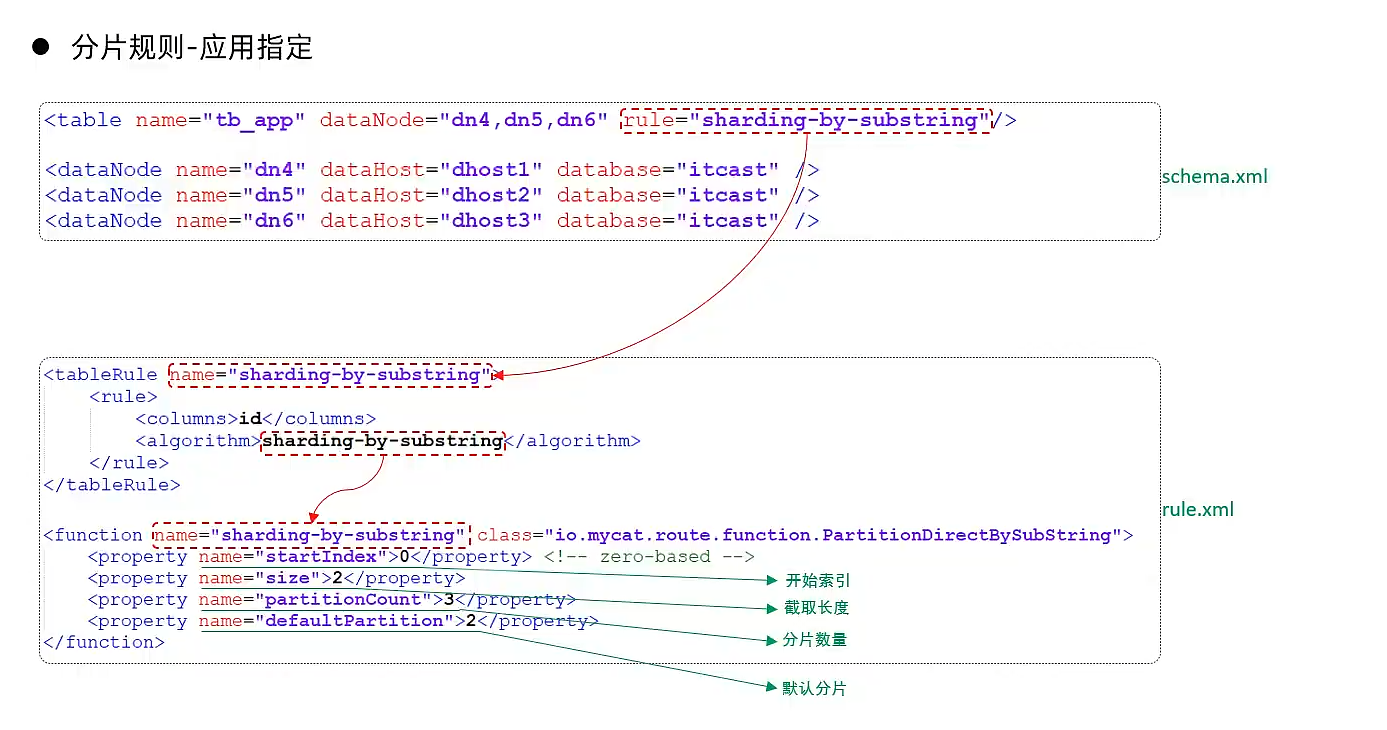 ● 分片规则-应用指定
<table name="tb_app" dataNode="dn4,dn5,dn6" rule="sharding-by-substring"/>
<dataNode name="dn4" dataHost="dhost1" database="itcast" />
schema.xml
<dataNode name="dn5" dataHost="dhost2" database="itcast" />
<dataNode name="dn6" dataHost="dhost3" database="itcast" />
<tableRule name="sharding-by-substring">
<rule>
<columns>id</columns>
<algorithm>sharding-by-substring</algorithm>
</rule>
</tableRule>
rule.xml
<function name="sharding-by-substring" class="io.mycat.route.function.PartitionDirectBySubString">
<property name="startIndex">0</property> <!-- zero-based -->
<property name="size">2</property>
<property name="partitionCount">3</property>
<property name="defaultPartition">2</property>
</function>
开始索引
截取长度
分片数量
默认分片